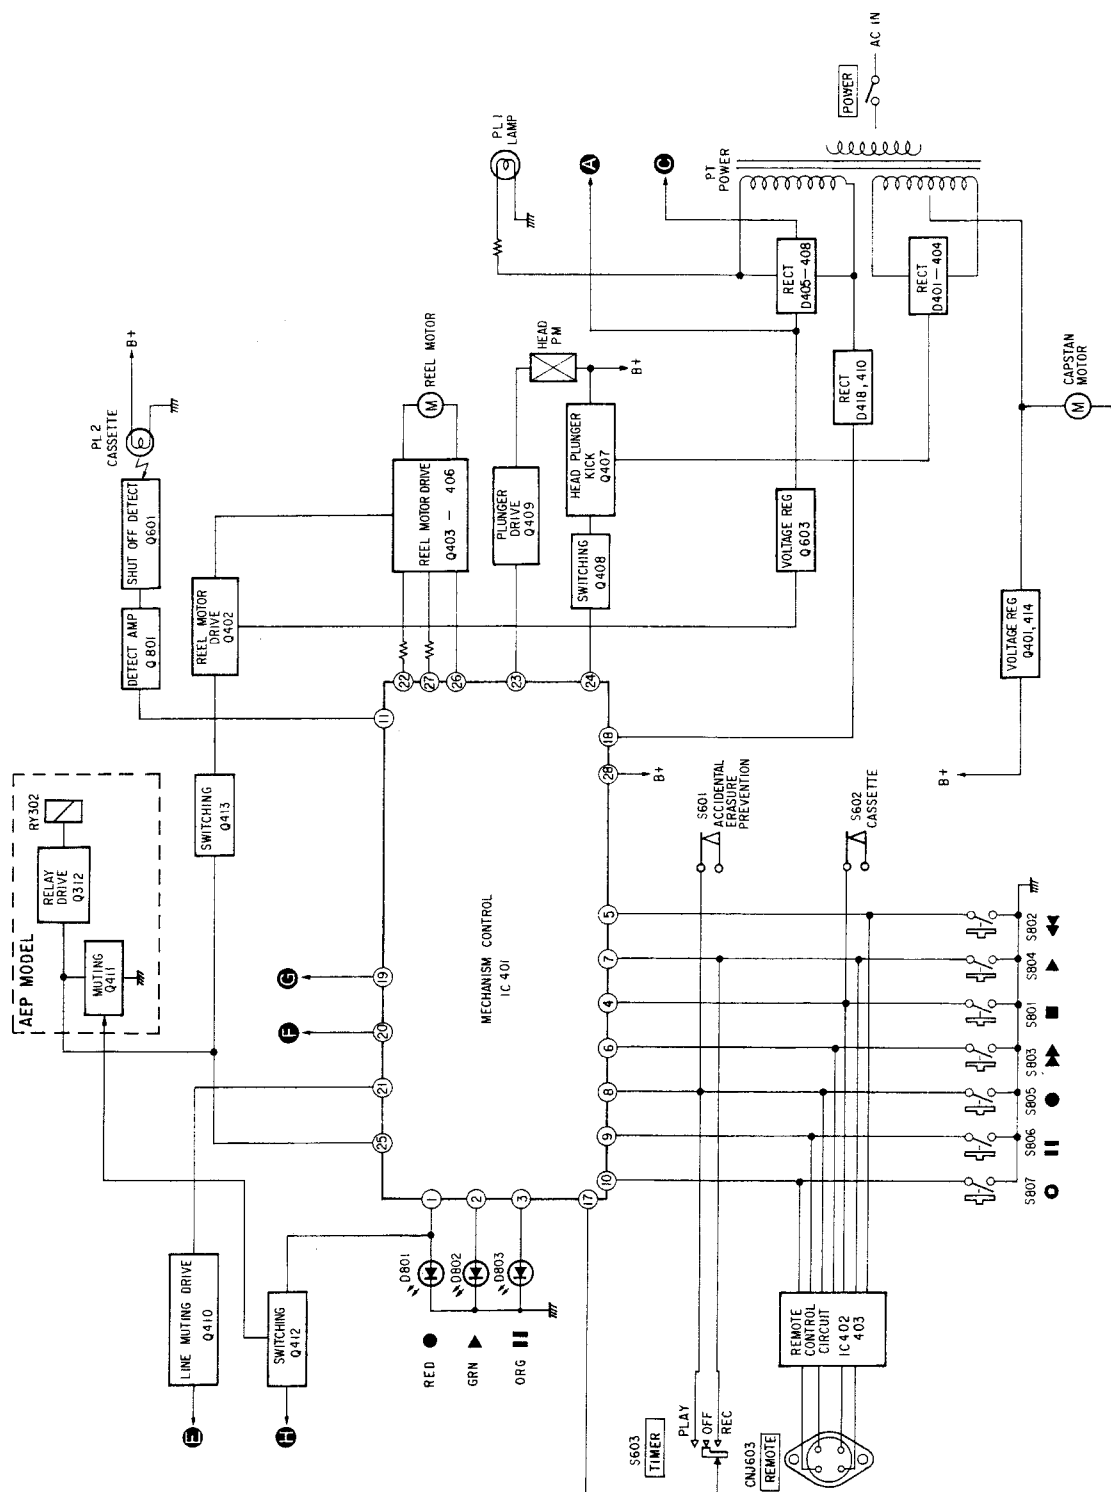 AEP MODEL
RY302
RELAY
DRIVE
Q312
MUTING
Q411
SWITCHING
Q413
DETECT AMP
Q801
SHUT OFF DETECT
Q601
PL2
CASSETTE
B+
REEL MOTOR
DRIVE
Q402
REEL MOTOR DRIVE
Q403 - 406
M
REEL MOTOR
PLUNGER
DRIVE
Q409
HEAD
PM
HEAD PLUNGER
KICK
Q407
B+
SWITCHING
Q408
PL1
LAMP
A
C
PT
POWER
POWER
AC IN
RECT
D405-408
RECT
D401-404
RECT
D418, 410
VOLTAGE REG
Q603
VOLTAGE REG
Q401, 414
B+
M
CAPSTAN
MOTOR
LINE MUTING DRIVE
Q410
E
SWITCHING
Q412
H
F
G
MECHANISM CONTROL
IC401
25
21
20
19
11
22
27
26
23
24
1
2
3
17
10
9
8
6
4
7
5
28
18
B+
D801
D802
D803
RED
GRN
ORG
S601
ACCIDENTAL
ERASURE
PREVENTION
S602
CASSETTE
S603
TIMER
PLAY
OFF
REC
CNJ603
REMOTE
REMOTE
CONTROL
CIRCUIT
IC402
403
S807
S806
S805
S803
S801
S804
S802